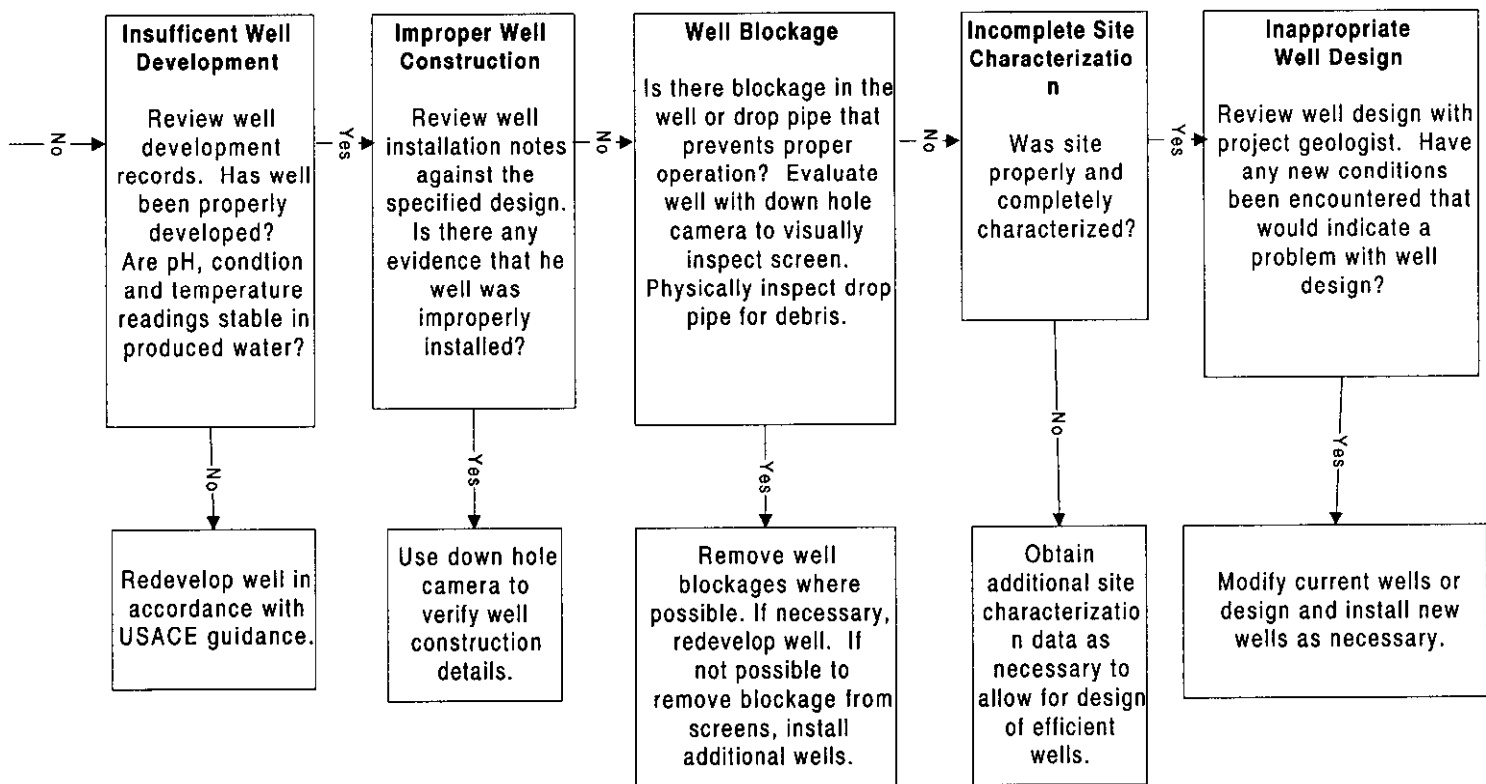 No
Insufficent Well
Development
Review well
development
records. Has well
been properly
developed?
Are pH, condtion
and temperature
readings stable in
produced water?
Yes
Improper Well
Construction
Review well
installation notes
against the
specified design.
Is there any
evidence that he
well was
improperly
installed?
No
Well Blockage
Is there blockage in the
well or drop pipe that
prevents proper
operation? Evaluate
well with down hole
camera to visually
inspect screen.
Physically inspect drop
pipe for debris.
No
Incomplete Site
Characterizatio
n
Was site
properly and
completely
characterized?
Yes
Inappropriate
Well Design
Review well design with
project geologist. Have
any new conditions
been encountered that
would indicate a
problem with well
design?
No
Yes
Yes
No
Yes
Redevelop well in
accordance with
USACE guidance.
Use down hole
camera to
verify well
construction
details.
Remove well
blockages where
possible. If necessary,
redevelop well. If
not possible to
remove blockage from
screens, install
additional wells.
Obtain
additional site
characterizatio
n data as
necessary to
allow for design
of efficient
wells.
Modify current wells or
design and install new
wells as necessary.